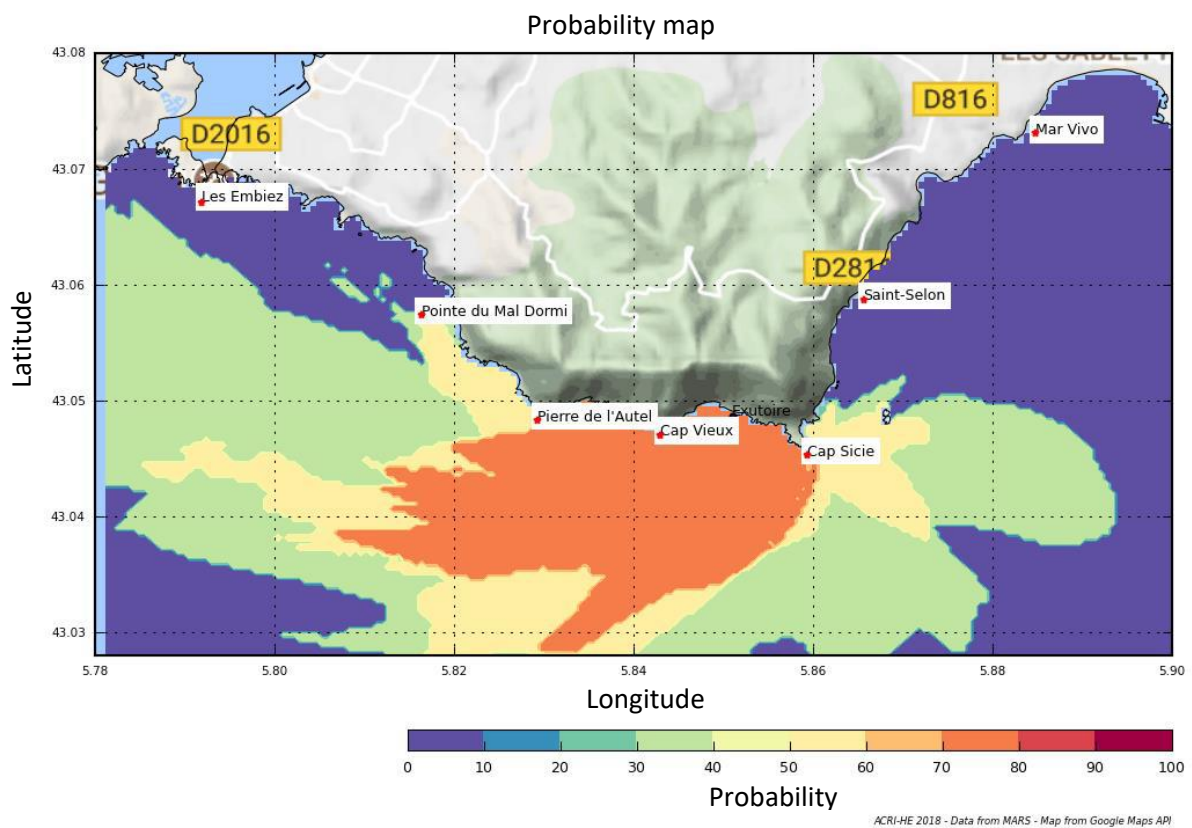 Probability map
43.08
43.07
43.06
43.05
43.04
43.03
Latitude
D816
D2016
Mar Vivo
Les Embiez
D281
Saint-Selon
Pointe du Mal Dormi
Pierre de l'Autel
Exutoire
Cap Vieux
Cap Sicie
5.78 5.80 5.82 5.84 5.86 5.88 5.90
Longitude
0 10 20 30 40 50 60 70 80 90 100
Probability
ACRI-HE 2018 - Data from MARS - Map from Google Maps API